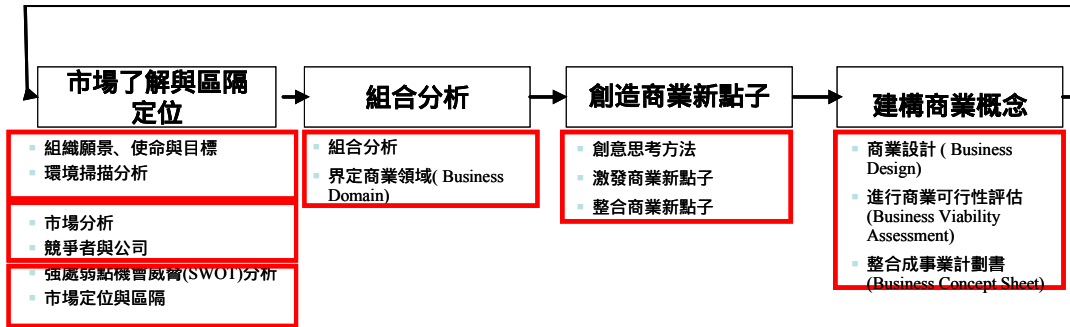 市場了解與區隔
定位
組織願景、使命與目標
環境掃描分析
市場分析
競爭者與公司
強處弱點機會威脅(SWOT)分析
市場定位與區隔
組合分析
組合分析
界定商業領域( Business
Domain)
創造商業新點子
創意思考方法
激發商業新點子
整合商業新點子
建構商業概念
商業設計 ( Business
Design)
進行商業可行性評估
(Business Viability
Assessment)
整合成事業計劃書
(Business Concept Sheet)